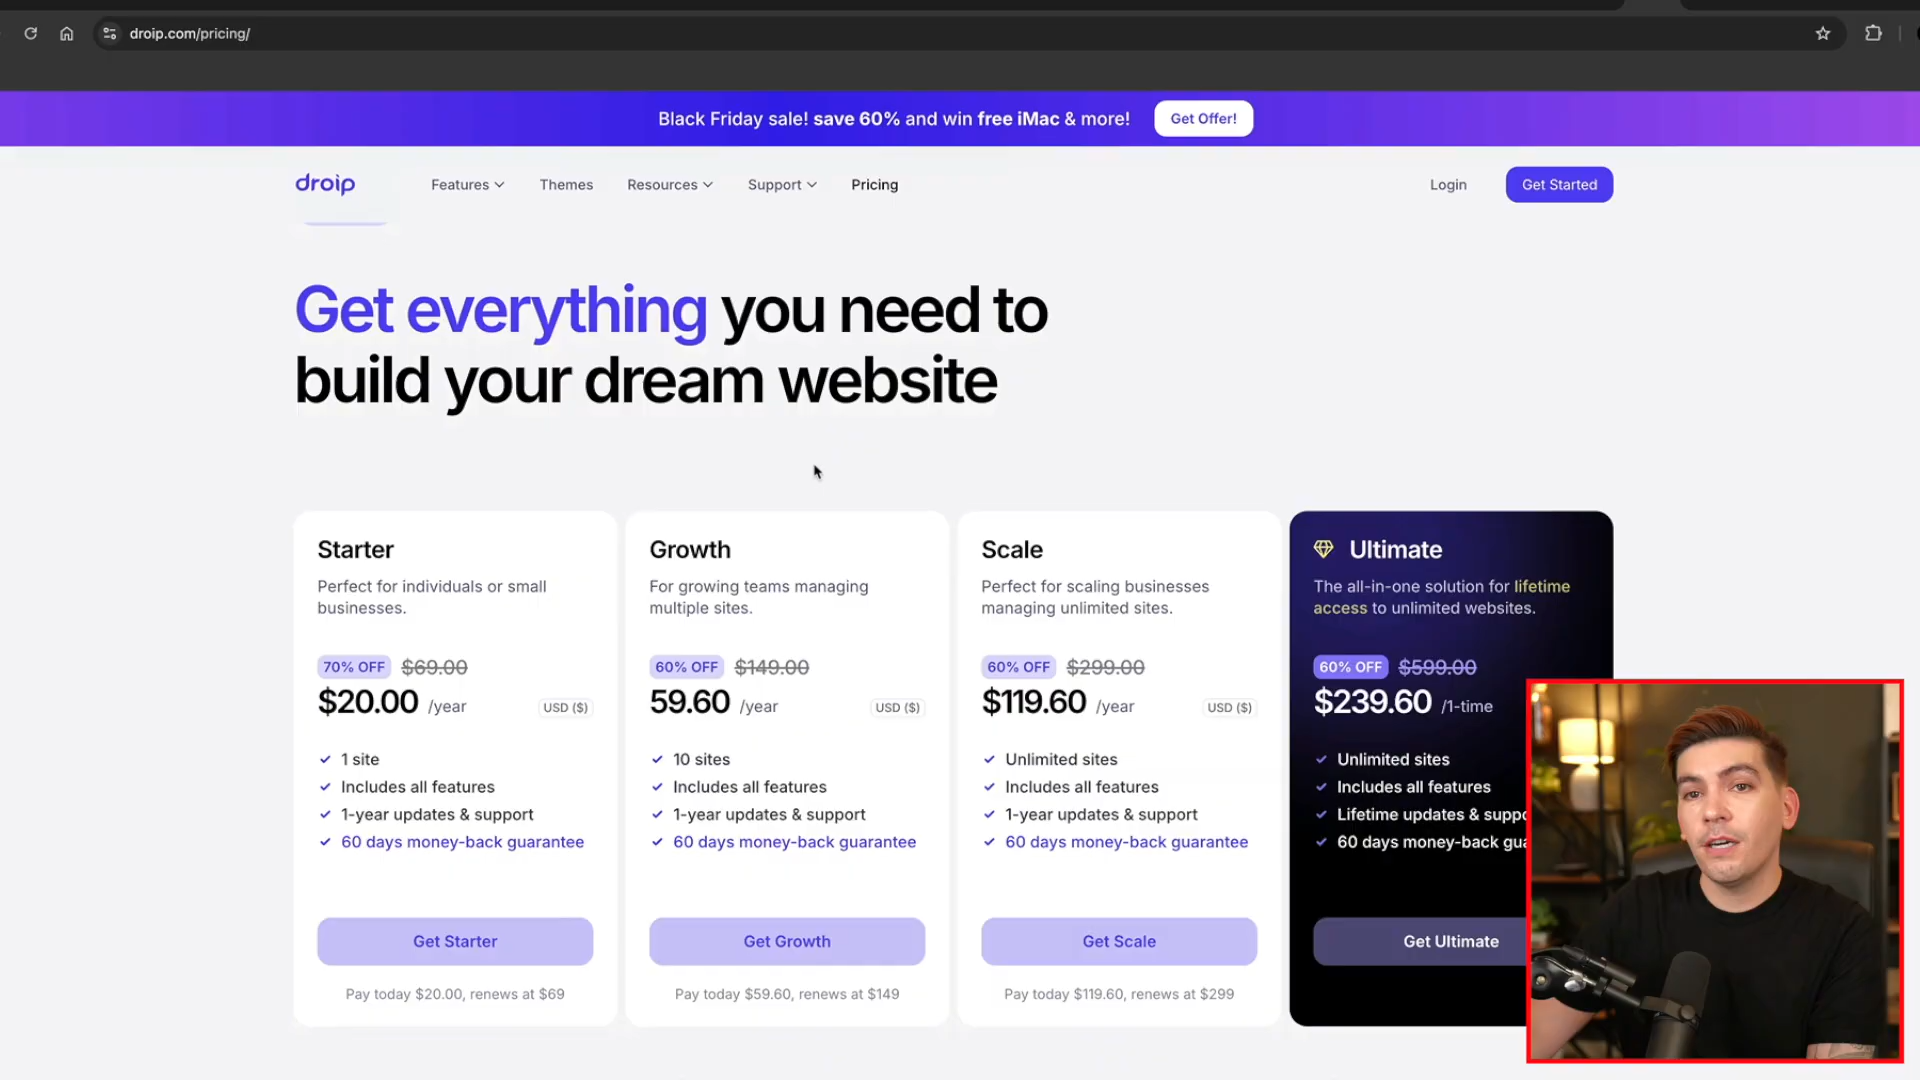 droip.com/pricing/
Black Friday sale! save 60% and win free iMac & more!
Get Offer!
droip
Features
Themes
Resources
Support
Pricing
Login
Get Started
Get everything you need to
build your dream website
Starter
Perfect for individuals or small
businesses.
70% OFF $69.00
$20.00 /year USD ($)
1 site
Includes all features
1-year updates & support
60 days money-back guarantee
Get Starter
Pay today $20.00, renews at $69
Growth
For growing teams managing
multiple sites.
60% OFF $149.00
59.60 /year USD ($)
10 sites
Includes all features
1-year updates & support
60 days money-back guarantee
Get Growth
Pay today $59.60, renews at $149
Scale
Perfect for scaling businesses
managing unlimited sites.
60% OFF $299.00
$119.60 /year USD ($)
Unlimited sites
Includes all features
1-year updates & support
60 days money-back guarantee
Get Scale
Pay today $119.60, renews at $299
Ultimate
The all-in-one solution for lifetime
access to unlimited websites.
60% OFF $599.00
$239.60 /1-time
Unlimited sites
Includes all features
Lifetime updates &
60 days money-back
Get Ultimate